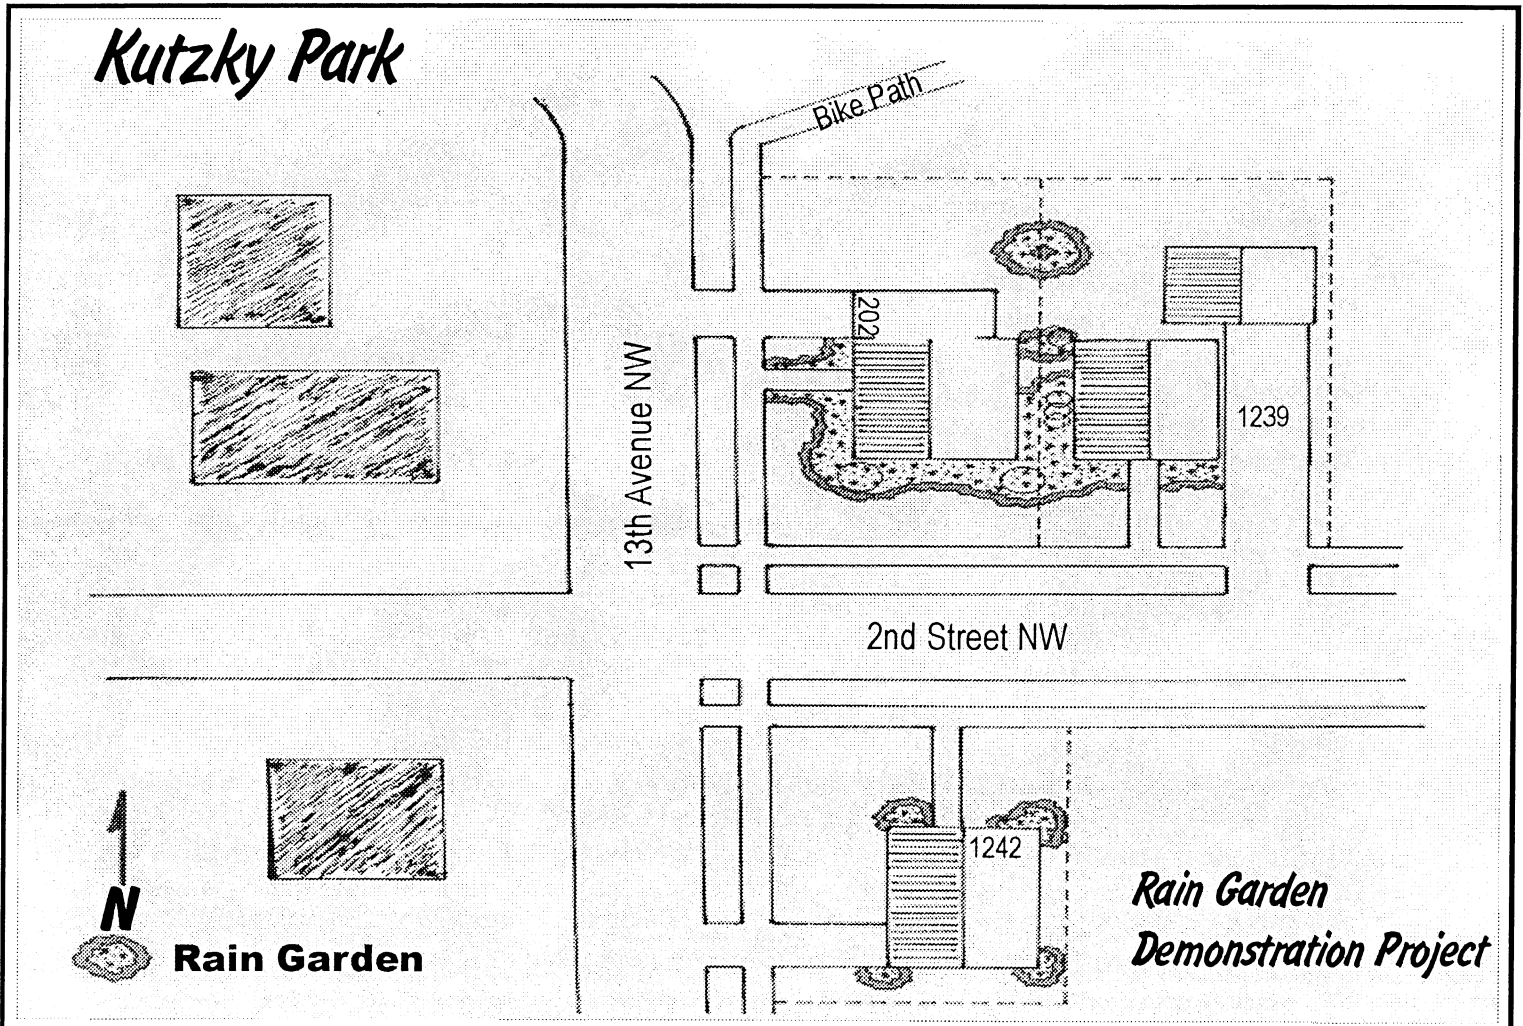 Kutzky Park
Bike Path
202
13th Avenue NW
1239
2nd Street NW
1242
N
Rain Garden
Rain Garden
Demonstration Project